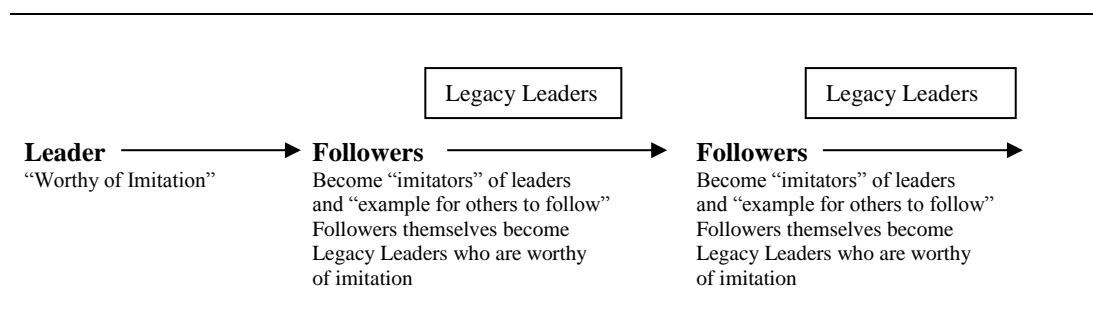 Legacy Leaders
Legacy Leaders
Leader
“Worthy of Imitation”
Followers
Become “imitators” of leaders
and “example for others to follow”
Followers themselves become
Legacy Leaders who are worthy
of imitation
Followers
Become “imitators” of leaders
and “example for others to follow”
Followers themselves become
Legacy Leaders who are worthy
of imitation